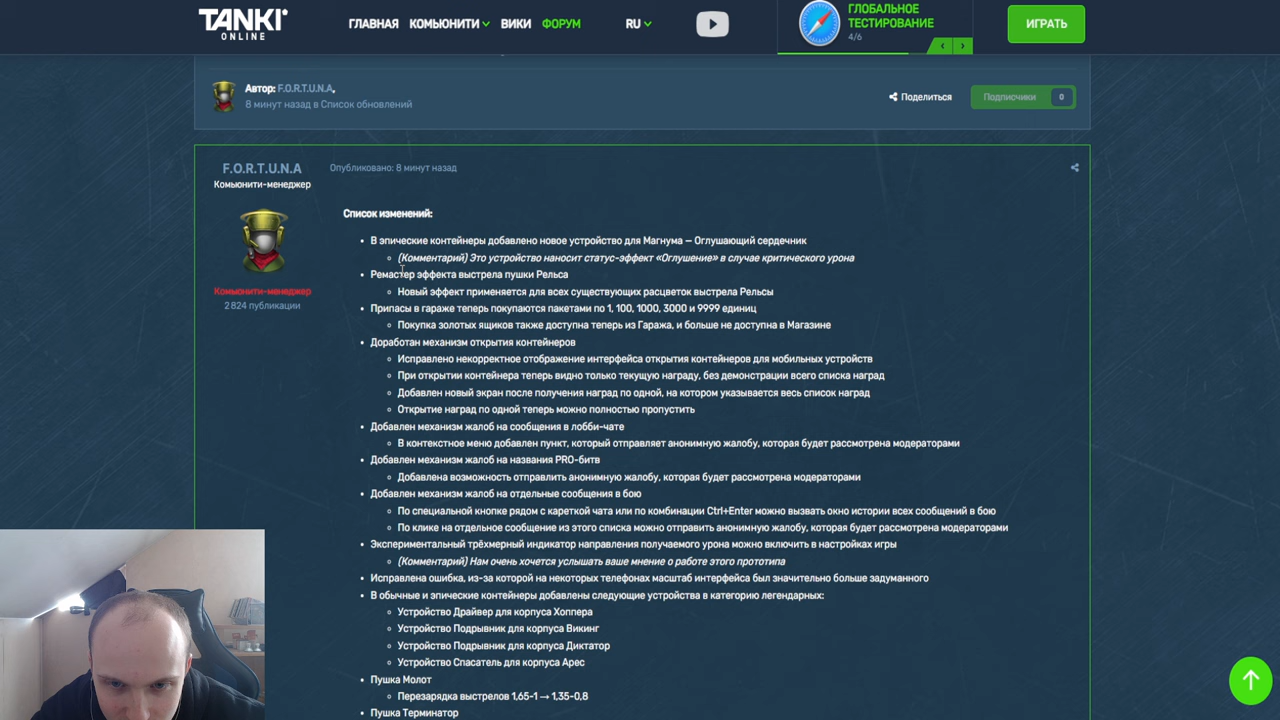 TANKI
ONLINE
ГЛАВНАЯ
КОМЬЮНИТИ
ВИКИ
ФОРУМ
RU
ГЛОБАЛЬНОЕ
ТЕСТИРОВАНИЕ
4/6
ИГРАТЬ
Автор: F.O.R.T.U.N.A,
8 минут назад в Список обновлений
Поделиться
Подписчики 0
F.O.R.T.U.N.A
Комьюнити-менеджер
Комьюнити-менеджер
2 824 публикации
Опубликовано: 8 минут назад
Список изменений:
В эпические контейнеры добавлено новое устройство для Магнума — Оглушающий сердечник
(Комментарий) Это устройство наносит статус-эффект «Оглушение» в случае критического урона
Ремастер эффекта выстрела пушки Рельса
Новый эффект применяется для всех существующих расцветок выстрела Рельсы
Припасы в гараже теперь покупаются пакетами по 1, 100, 1000, 3000 и 9999 единиц
Покупка золотых ящиков также доступна теперь из Гаража, и больше не доступна в Магазине
Доработан механизм открытия контейнеров
Исправлено некорректное отображение интерфейса открытия контейнеров для мобильных устройств
При открытии контейнера теперь видно только текущую награду, без демонстрации всего списка наград
Добавлен новый экран после получения наград по одной, на котором указывается весь список наград
Открытие наград по одной теперь можно полностью пропустить
Добавлен механизм жалоб на сообщения в лобби-чате
В контекстное меню добавлен пункт, который отправляет анонимную жалобу, которая будет рассмотрена модераторами
Добавлен механизм жалоб на названия PRO-битв
Добавлена возможность отправить анонимную жалобу, которая будет рассмотрена модераторами
Добавлен механизм жалоб на отдельные сообщения в бою
По специальной кнопке рядом с кареткой чата или по комбинации Ctrl+Enter можно вызвать окно истории всех сообщений в бою
По клике на отдельное сообщение из этого списка можно отправить анонимную жалобу, которая будет рассмотрена модераторами
Экспериментальный трёхмерный индикатор направления получаемого урона можно включить в настройках игры
(Комментарий) Нам очень хочется услышать ваше мнение о работе этого прототипа
Исправлена ошибка, из-за которой на некоторых телефонах масштаб интерфейса был значительно больше задуманного
В обычные и эпические контейнеры добавлены следующие устройства в категорию легендарных:
Устройство Драйвер для корпуса Хоппера
Устройство Подрывник для корпуса Викинг
Устройство Подрывник для корпуса Диктатор
Устройство Спасатель для корпуса Арес
Пушка Молот
Перезарядка выстрелов 1,65-1 → 1,35-0,8
Пушка Терминатор